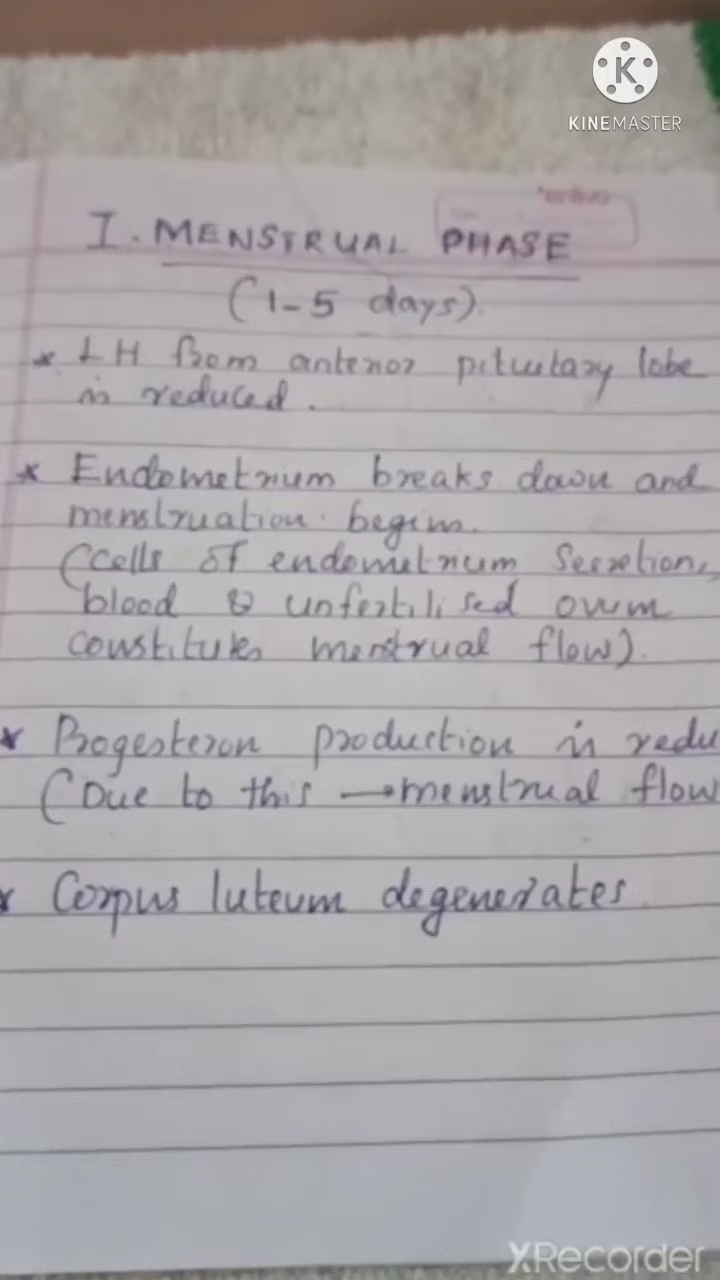 KINEMASTER
I. MENSTRUAL PHASE
(1-5 days).
* LH from anterior pituitary lobe
is reduced.
* Endometrium breaks down and
menstruation begins.
(Cells of endometrium secretion,
blood & unfertilised ovum
constitutes menstrual flow).
* Progesteron production is redu
(Due to this → menstrual flow
* Corpus luteum degenerates.
XRecorder